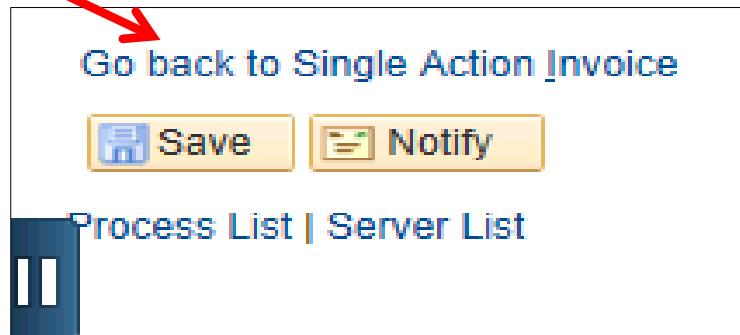 Go back to Single Action Invoice
Save Notify
Process List | Server List